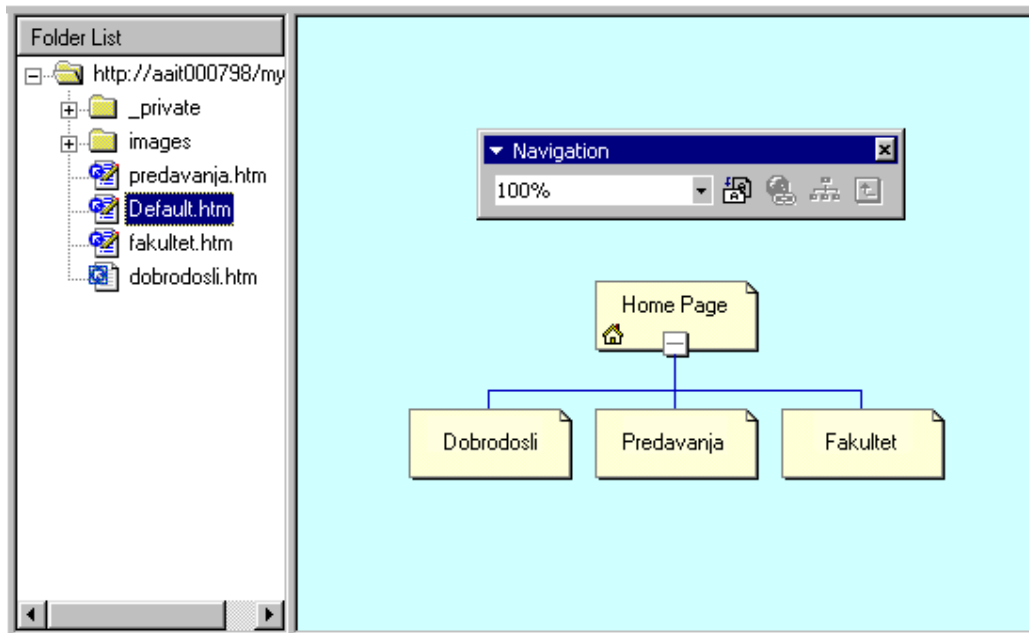 Folder List
http://aait000798/my
_private
images
predavanja.htm
Default.htm
fakultet.htm
dobrodosli.htm
Navigation
100%
Home Page
Dobrodosli
Predavanja
Fakultet